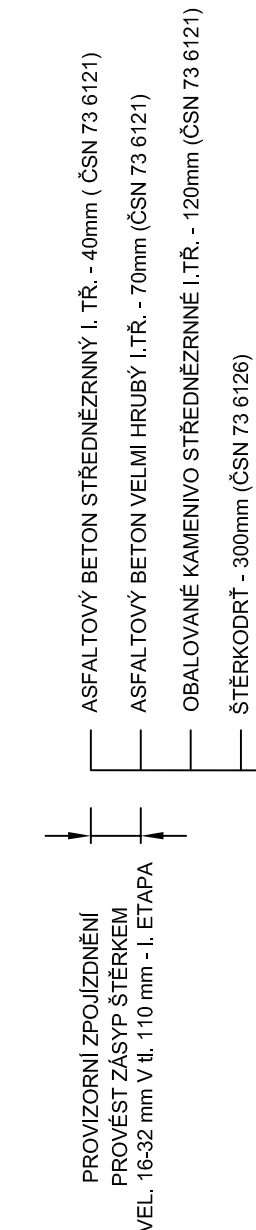 ASFALTOVÝ BETON STŘEDNĚZRNNÝ I. TŘ. - 40mm ( ČSN 73 6121)
ASFALTOVÝ BETON VELMI HRUBÝ I.TŘ. - 70mm (ČSN 73 6121)
OBALOVANÉ KAMENIVO STŘEDNĚZRNNÉ I.TŘ. - 120mm (ČSN 73 6121)
ŠTĚRKODRŤ - 300mm (ČSN 73 6126)
PROVIZORNÍ ZPOJÍZDNĚNÍ
PROVÉST ZÁSYP ŠTĚRKEM
VEL. 16-32 mm V tl. 110 mm - I. ETAPA